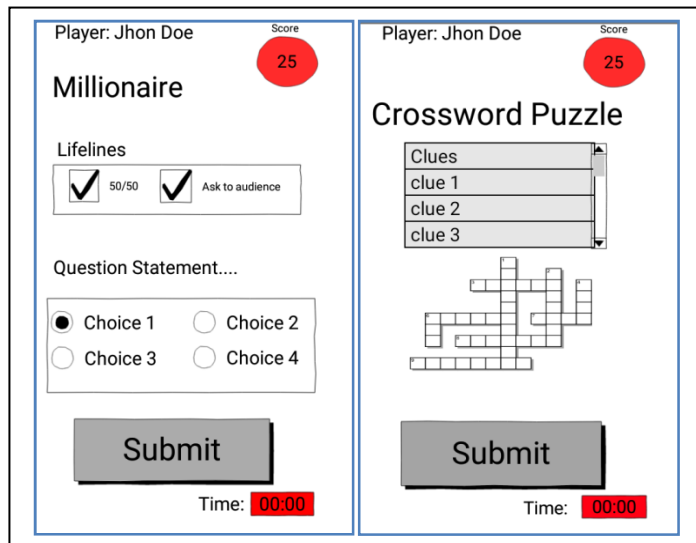 Player: Jhon Doe
Score
25
Millionaire
Lifelines
50/50 Ask to audience
Question Statement....
Choice 1 Choice 2
Choice 3 Choice 4
Submit
Time: 00:00
Player: Jhon Doe
Score
25
Crossword Puzzle
Clues
clue 1
clue 2
clue 3
Submit
Time: 00:00